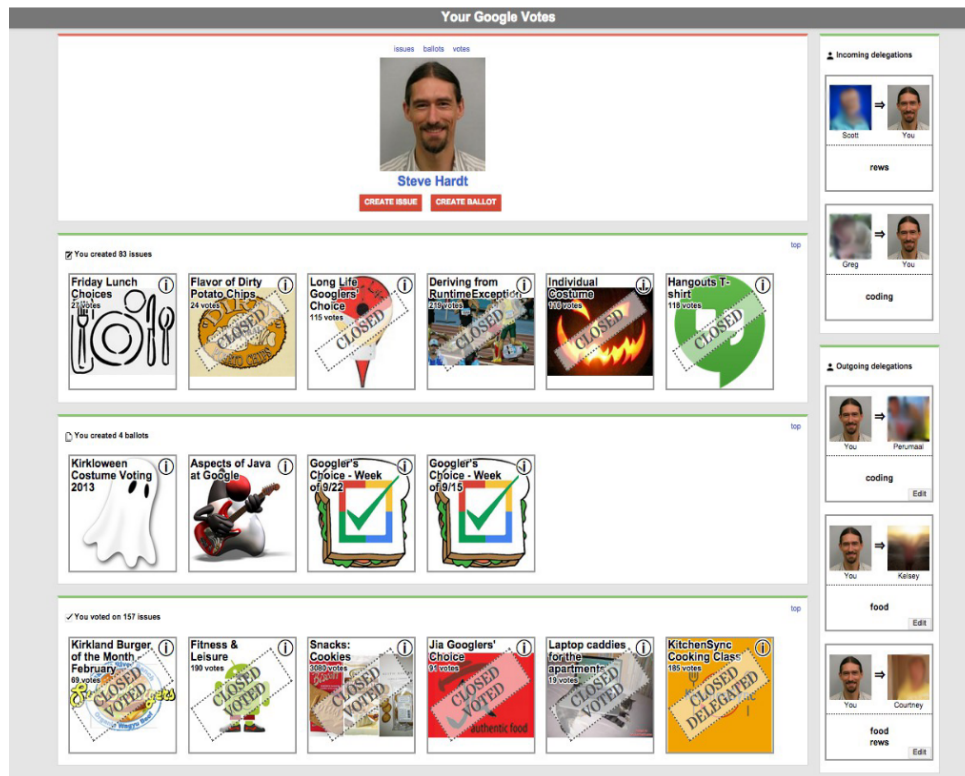 Your Google Votes
issues ballots votes
Steve Hardt
CREATE ISSUE CREATE BALLOT
You created 83 issues
top
Friday Lunch
Choices
Flavor of Dirty
Potato Chips
24 votes
CLOSED
Long Life
Googlers'
Choice
115 votes
CLOSED
Deriving from
RuntimeException
219 votes
CLOSED
Individual
Costume
118 votes
CLOSED
Hangouts T-
shirt
118 votes
CLOSED
You created 4 ballots
top
Kirkloween
Costume Voting
2013
Aspects of Java
at Google
Googler's
Choice - Week
of 9/22
Googler's
Choice - Week
of 9/15
You voted on 157 issues
top
Kirkland Burger
of the Month -
February
69 votes
CLOSED
VOTED
Fitness &
Leisure
190 votes
CLOSED
VOTED
Snacks:
Cookies
3080 votes
CLOSED
VOTED
Jia Googlers'
Choice
91 votes
CLOSED
VOTED
authentic food
Laptop caddies
for the
apartments
19 votes
CLOSED
VOTED
KitchenSync
Cooking Class
185 votes
CLOSED
DELEGATED
Incoming delegations
Scott You
rews
Greg You
coding
Outgoing delegations
You Perumaal
coding
Edit
You Kelsey
food
Edit
You Courtney
food
rews
Edit